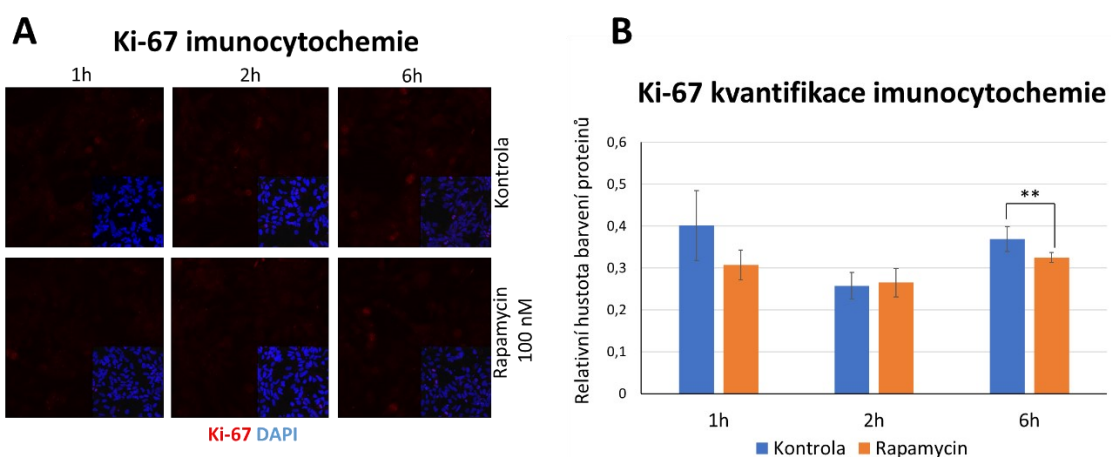 A
Ki-67 imunocytochemie
1h 2h 6h
Kontrola
Rapamycin
100 nM
Ki-67 DAPI
B
Ki-67 kvantifikace imunocytochemie
Relativní hustota barvení proteinů
0,6
0,5
0,4
0,3
0,2
0,1
0
**
1h 2h 6h
Kontrola Rapamycin